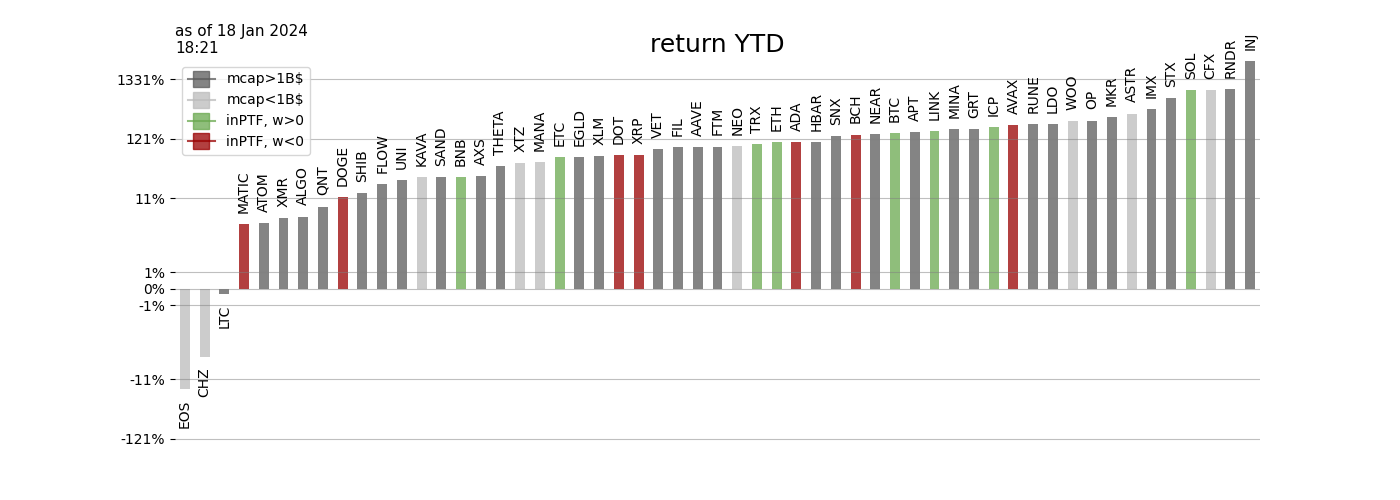 as of 18 Jan 2024
18:21
return YTD
mcap>1B$
mcap<1B$
inPTF, w>0
inPTF, w<0
1331%
121%
11%
1%
0%
-1%
-11%
-121%
EOS
CHZ
LTC
MATIC
ATOM
XMR
ALGO
QNT
DOGE
SHIB
FLOW
UNI
KAVA
SAND
BNB
AXS
THETA
XTZ
MANA
ETC
EGLD
XLM
DOT
XRP
VET
FIL
AAVE
FTM
NEO
TRX
ETH
ADA
HBAR
SNX
BCH
NEAR
BTC
APT
LINK
MINA
GRT
ICP
AVAX
RUNE
LDO
WOO
OP
MKR
ASTR
IMX
STX
SOL
CFX
RNDR
INJ